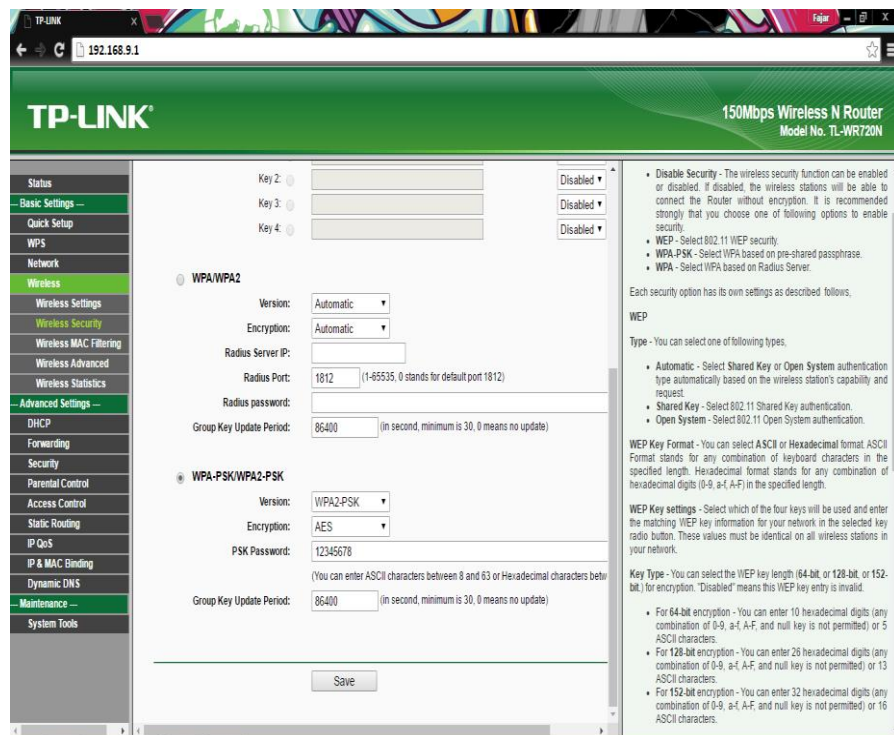 TP-LINK
Fajar
192.168.9.1
TP-LINK®
150Mbps Wireless N Router
Model No. TL-WR720N
Status
--- Basic Settings ---
Quick Setup
WPS
Network
Wireless
Wireless Settings
Wireless Security
Wireless MAC Filtering
Wireless Advanced
Wireless Statistics
--- Advanced Settings ---
DHCP
Forwarding
Security
Parental Control
Access Control
Static Routing
IP QoS
IP & MAC Binding
Dynamic DNS
--- Maintenance ---
System Tools
Key 2: Disabled
Key 3: Disabled
Key 4: Disabled
WPA/WPA2
Version: Automatic
Encryption: Automatic
Radius Server IP:
Radius Port: 1812 (1-65535, 0 stands for default port 1812)
Radius password:
Group Key Update Period: 86400 (in second, minimum is 30, 0 means no update)
WPA-PSK/WPA2-PSK
Version: WPA2-PSK
Encryption: AES
PSK Password: 12345678
(You can enter ASCII characters between 8 and 63 or Hexadecimal characters betw
Group Key Update Period: 86400 (in second, minimum is 30, 0 means no update)
Save
• Disable Security - The wireless security function can be enabled
or disabled. If disabled, the wireless stations will be able to
connect the Router without encryption. It is recommended
strongly that you choose one of following options to enable
security.
• WEP - Select 802.11 WEP security.
• WPA-PSK - Select WPA based on pre-shared passphrase.
• WPA - Select WPA based on Radius Server.
Each security option has its own settings as described follows,
WEP
Type - You can select one of following types,
• Automatic - Select Shared Key or Open System authentication
type automatically based on the wireless station's capability and
request.
• Shared Key - Select 802.11 Shared Key authentication.
• Open System - Select 802.11 Open System authentication.
WEP Key Format - You can select ASCII or Hexadecimal format. ASCII
Format stands for any combination of keyboard characters in the
specified length. Hexadecimal format stands for any combination of
hexadecimal digits (0-9, a-f, A-F) in the specified length.
WEP Key settings - Select which of the four keys will be used and enter
the matching WEP key information for your network in the selected key
radio button. These values must be identical on all wireless stations in
your network.
Key Type - You can select the WEP key length (64-bit, or 128-bit, or 152-
bit.) for encryption. "Disabled" means this WEP key entry is invalid.
• For 64-bit encryption - You can enter 10 hexadecimal digits (any
combination of 0-9, a-f, A-F, and null key is not permitted) or 5
ASCII characters.
• For 128-bit encryption - You can enter 26 hexadecimal digits (any
combination of 0-9, a-f, A-F, and null key is not permitted) or 13
ASCII characters.
• For 152-bit encryption - You can enter 32 hexadecimal digits (any
combination of 0-9, a-f, A-F, and null key is not permitted) or 16
ASCII characters.